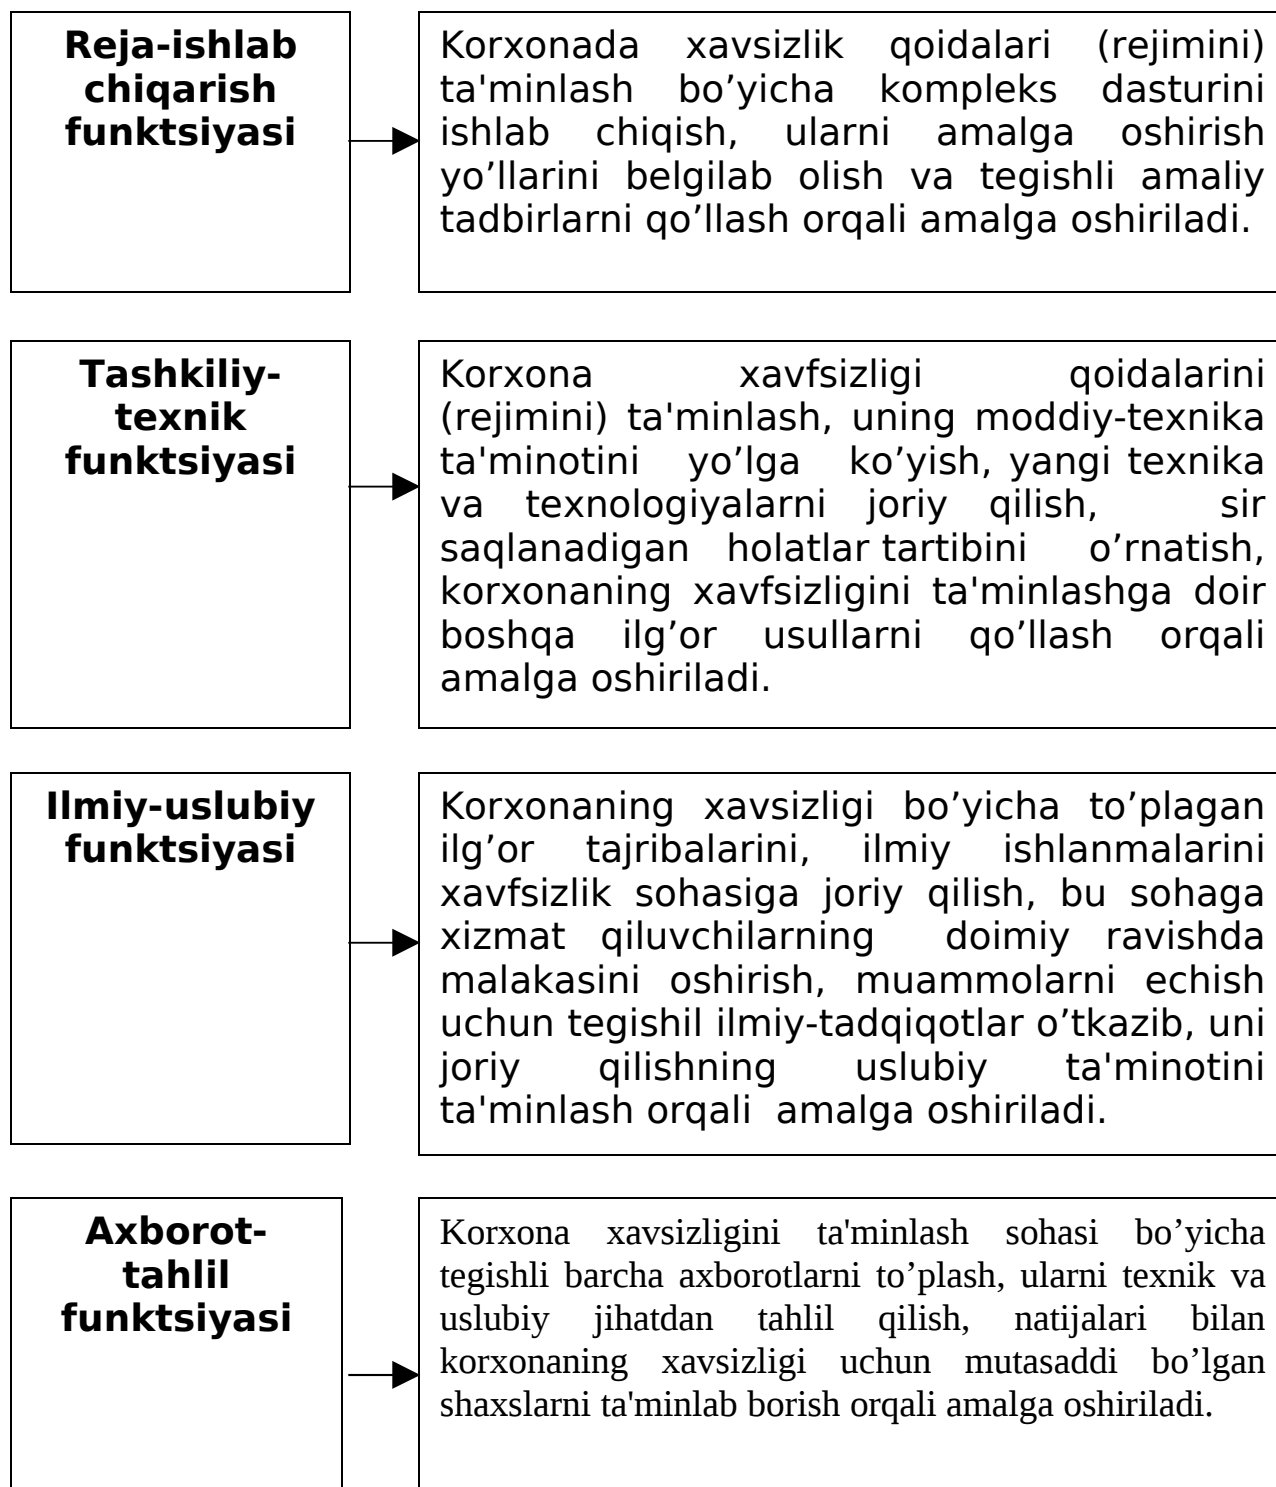 Reja-ishlab
chiqarish
funktsiyasi
Korxonada xavsizlik qoidalari (rejimini)
ta'minlash bo’yicha kompleks dasturini
ishlab chiqish, ularni amalga oshirish
yo’llarini belgilab olish va tegishli amaliy
tadbirlarni qo’llash orqali amalga oshiriladi.
Tashkiliy-
texnik
funktsiyasi
Korxona xavfsizligi qoidalarini
(rejimini) ta'minlash, uning moddiy-texnika
ta'minotini yo’lga ko’yish, yangi texnika
va texnologiyalarni joriy qilish, sir
saqlanadigan holatlar tartibini o’rnatish,
korxonaning xavfsizligini ta'minlashga doir
boshqa ilg’or usullarni qo’llash orqali
amalga oshiriladi.
Ilmiy-uslubiy
funktsiyasi
Korxonaning xavsizligi bo’yicha to’plagan
ilg’or tajribalarini, ilmiy ishlanmalarini
xavfsizlik sohasiga joriy qilish, bu sohaga
xizmat qiluvchilarning doimiy ravishda
malakasini oshirish, muammolarni echish
uchun tegishil ilmiy-tadqiqotlar o’tkazib, uni
joriy qilishning uslubiy ta'minotini
ta'minlash orqali amalga oshiriladi.
Axborot-
tahlil
funktsiyasi
Korxona xavsizligini ta'minlash sohasi bo’yicha
tegishli barcha axborotlarni to’plash, ularni texnik va
uslubiy jihatdan tahlil qilish, natijalari bilan
korxonaning xavsizligi uchun mutasaddi bo’lgan
shaxslarni ta'minlab borish orqali amalga oshiriladi.